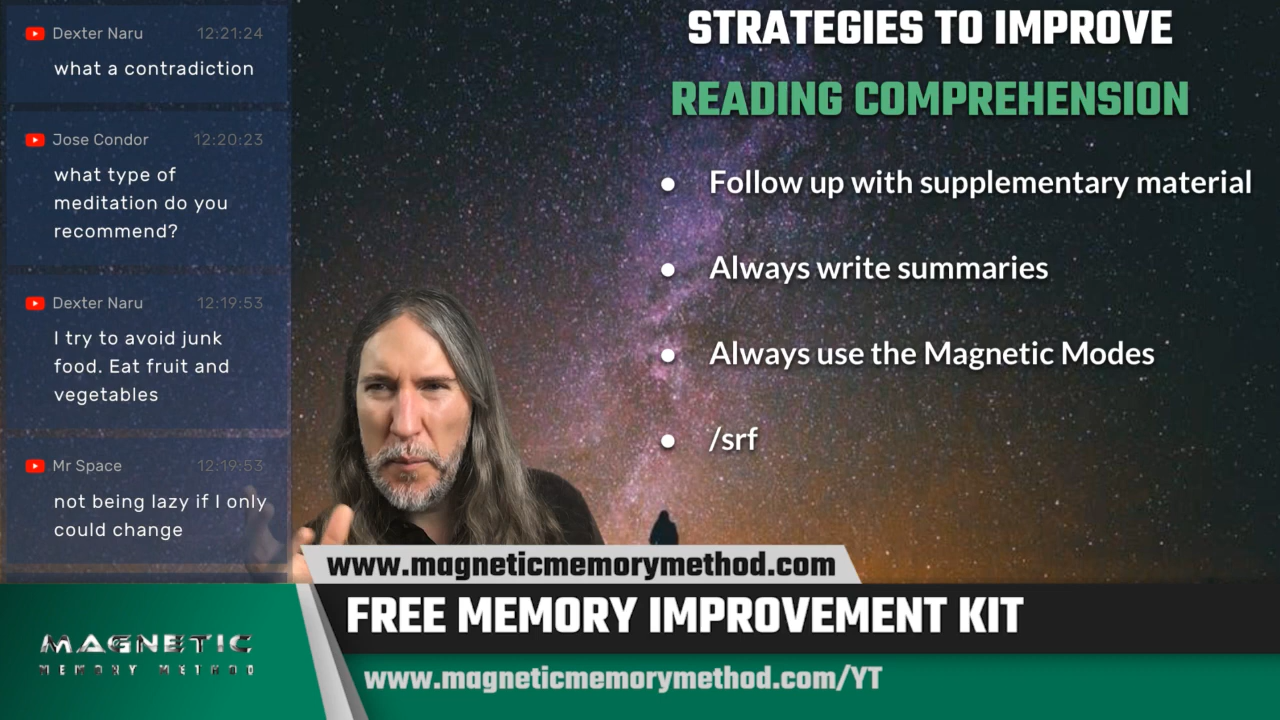 Dexter Naru 12:21:24
what a contradiction
Jose Condor 12:20:23
what type of
meditation do you
recommend?
Dexter Naru 12:19:53
I try to avoid junk
food. Eat fruit and
vegetables
Mr Space 12:19:53
not being lazy if I only
could change
STRATEGIES TO IMPROVE
READING COMPREHENSION
• Follow up with supplementary material
• Always write summaries
• Always use the Magnetic Modes
• /srf
www.magneticmemorymethod.com
FREE MEMORY IMPROVEMENT KIT
www.magneticmemorymethod.com/YT
MAGNETIC
MEMORY METHOD